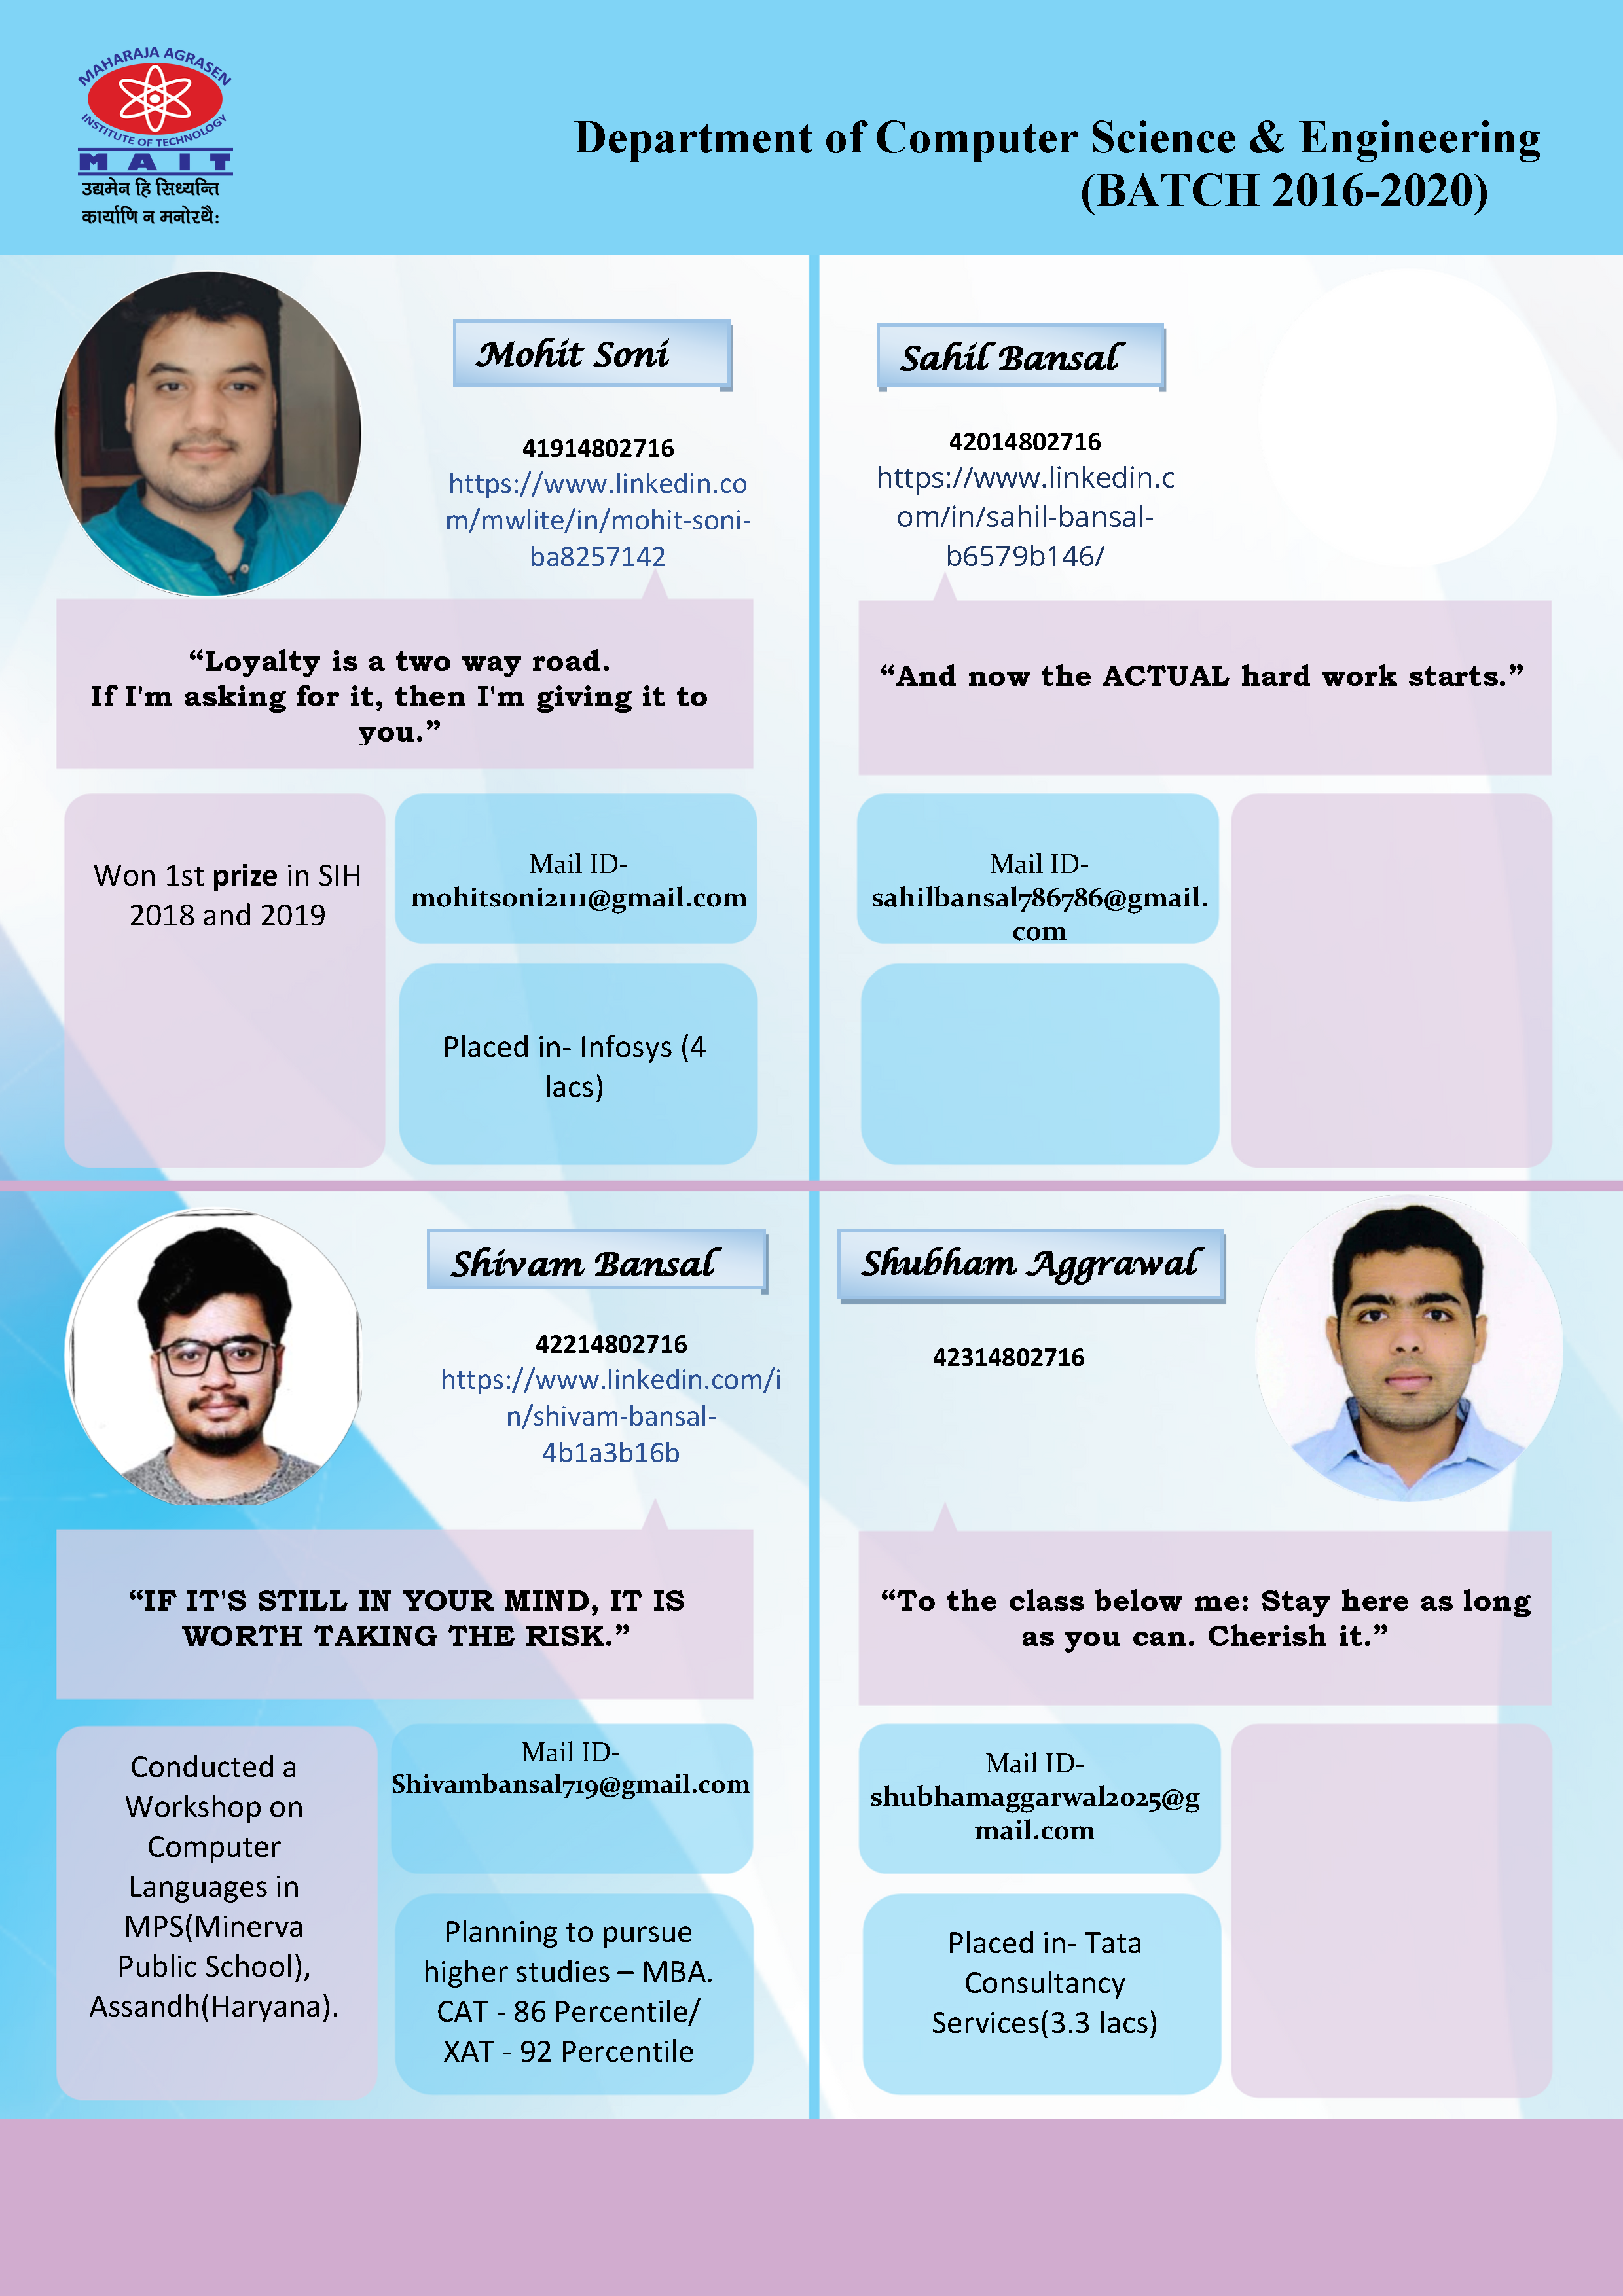 MAHARAJA AGRASEN
INSTITUTE OF TECHNOLOGY
MAIT
उद्यमेन हि सिध्यन्ति
कार्याणि न मनोरथै:
Department of Computer Science & Engineering
(BATCH 2016-2020)
Mohit Soni
41914802716
https://www.linkedin.co
m/mwlite/in/mohit-soni-
ba8257142
“Loyalty is a two way road.
If I'm asking for it, then I'm giving it to
you.”
Won 1st prize in SIH
2018 and 2019
Mail ID-
mohitsoni2111@gmail.com
Placed in- Infosys (4
lacs)
Sahil Bansal
42014802716
https://www.linkedin.c
om/in/sahil-bansal-
b6579b146/
“And now the ACTUAL hard work starts.”
Mail ID-
sahilbansal786786@gmail.
com
Shivam Bansal
42214802716
https://www.linkedin.com/i
n/shivam-bansal-
4b1a3b16b
“IF IT'S STILL IN YOUR MIND, IT IS
WORTH TAKING THE RISK.”
Conducted a
Workshop on
Computer
Languages in
MPS(Minerva
Public School),
Assandh(Haryana).
Mail ID-
Shivambansal719@gmail.com
Planning to pursue
higher studies – MBA.
CAT - 86 Percentile/
XAT - 92 Percentile
Shubham Aggrawal
42314802716
“To the class below me: Stay here as long
as you can. Cherish it.”
Mail ID-
shubhamaggarwal2025@g
mail.com
Placed in- Tata
Consultancy
Services(3.3 lacs)